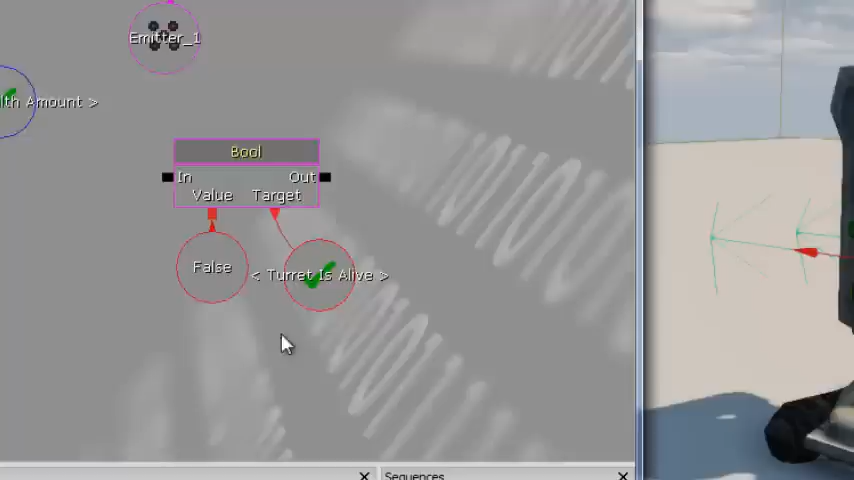 Emitter_1
lth Amount >
Bool
In Out
Value Target
False
< Turret Is Alive >
Sequences